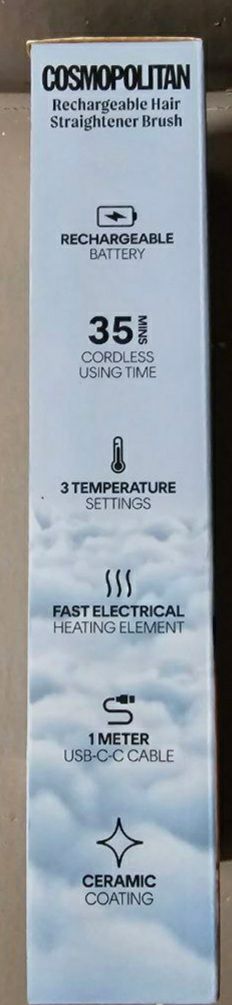 COSMOPOLITAN
Rechargeable Hair
Straightener Brush
RECHARGEABLE
BATTERY
35 MINS
CORDLESS
USING TIME
3 TEMPERATURE
SETTINGS
FAST ELECTRICAL
HEATING ELEMENT
1 METER
USB-C-C CABLE
CERAMIC
COATING